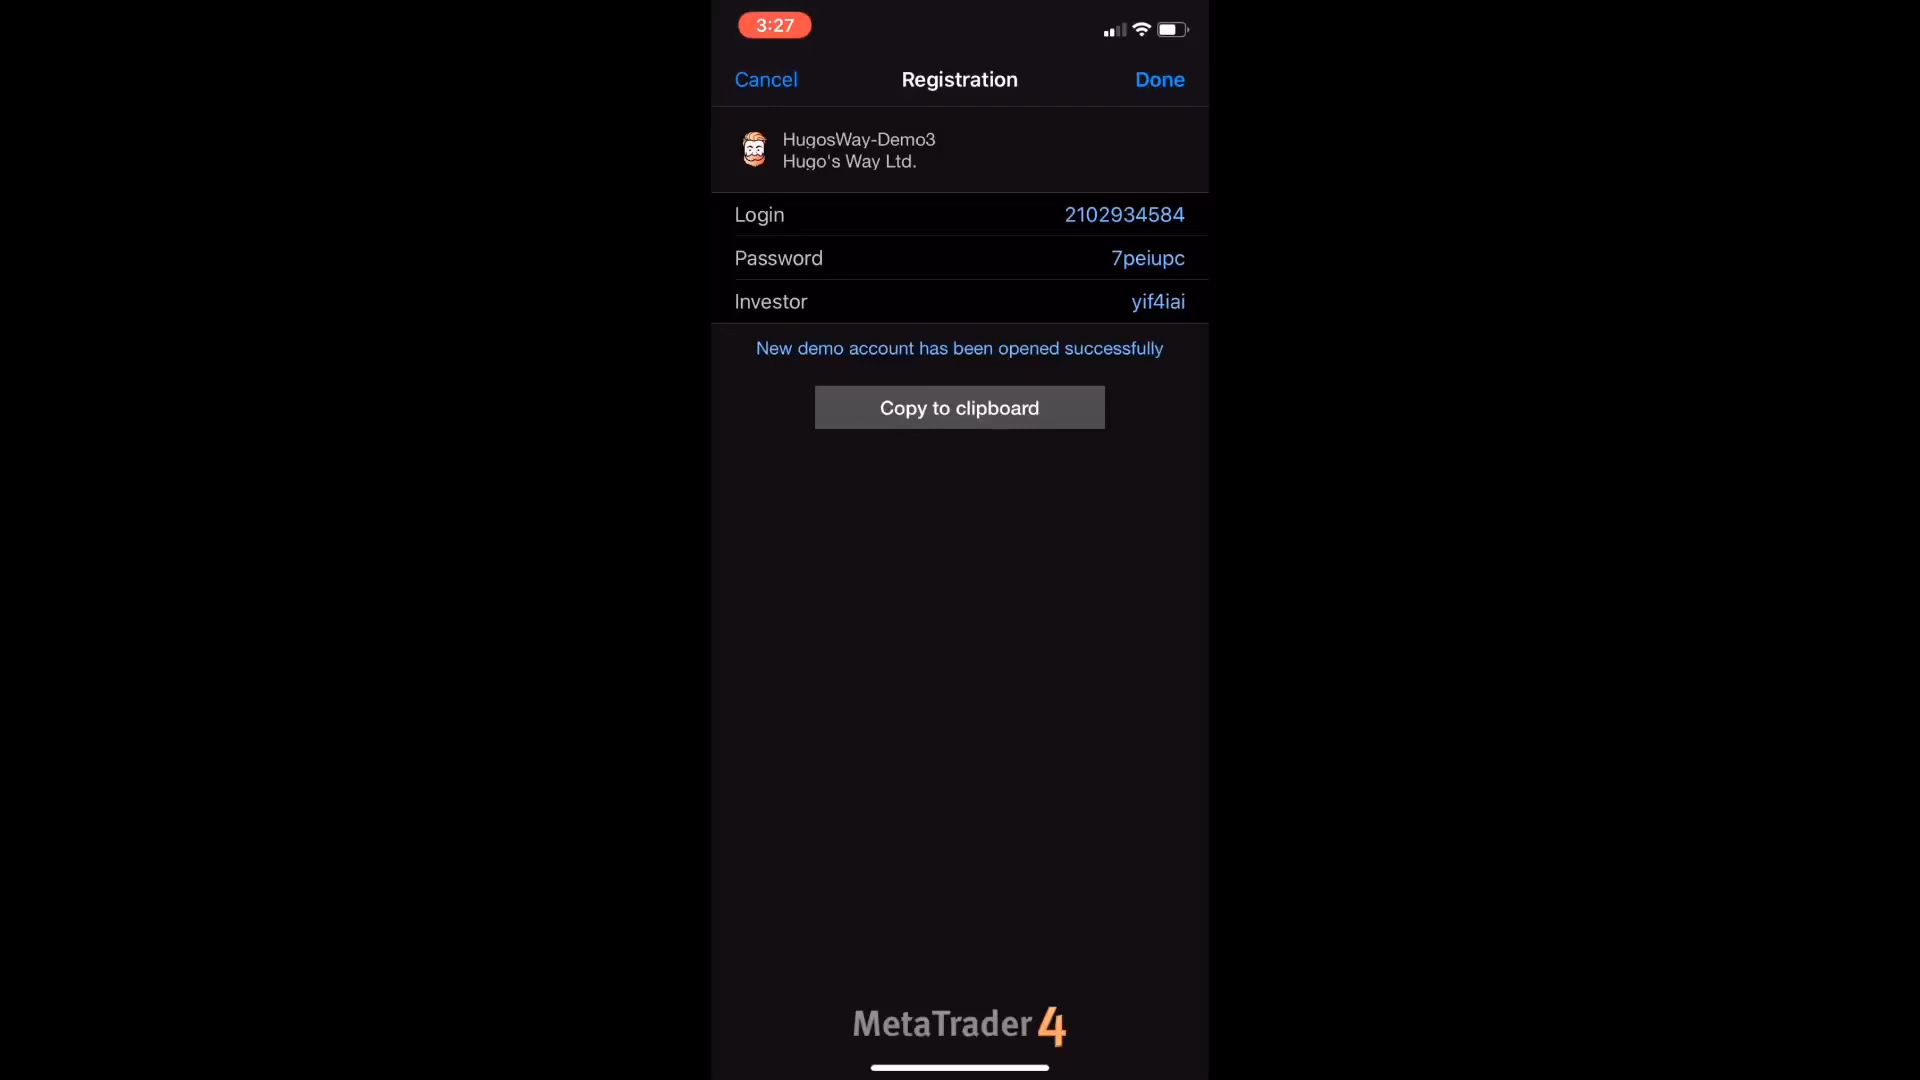 3:27
Cancel Registration Done
HugosWay-Demo3
Hugo's Way Ltd.
Login 2102934584
Password 7peiupc
Investor yif4iai
New demo account has been opened successfully
Copy to clipboard
MetaTrader 4